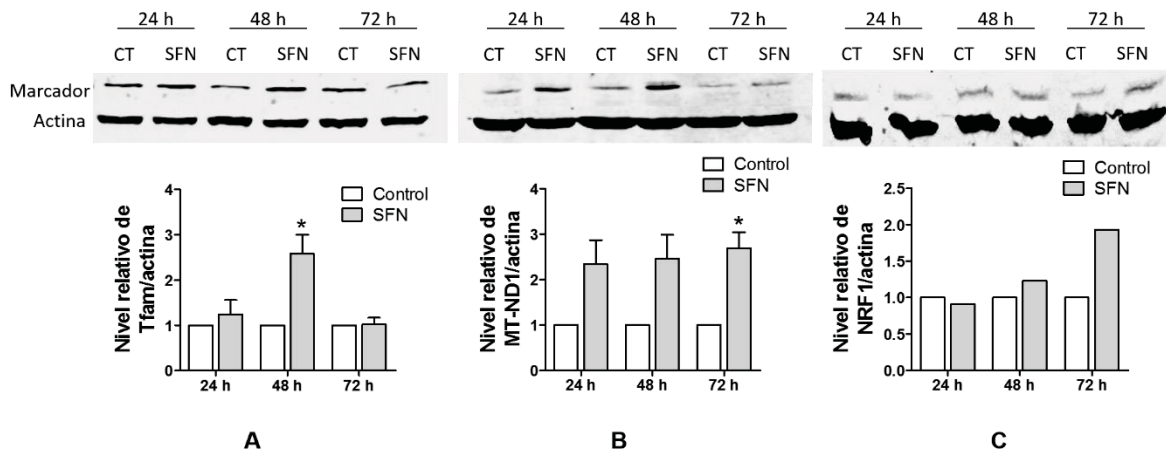 24 h 48 h 72 h
CT SFN CT SFN CT SFN
24 h 48 h 72 h
CT SFN CT SFN CT SFN
24 h 48 h 72 h
CT SFN CT SFN CT SFN
Marcador
Actina
Nivel relativo de
Tfam/actina
4
3
2
1
0
Control
SFN
*
24 h 48 h 72 h
A
Nivel relativo de
MT-ND1/actina
4
3
2
1
0
Control
SFN
*
24 h 48 h 72 h
B
Nivel relativo de
NRF1/actina
2.5
2.0
1.5
1.0
0.5
0.0
Control
SFN
24 h 48 h 72 h
C